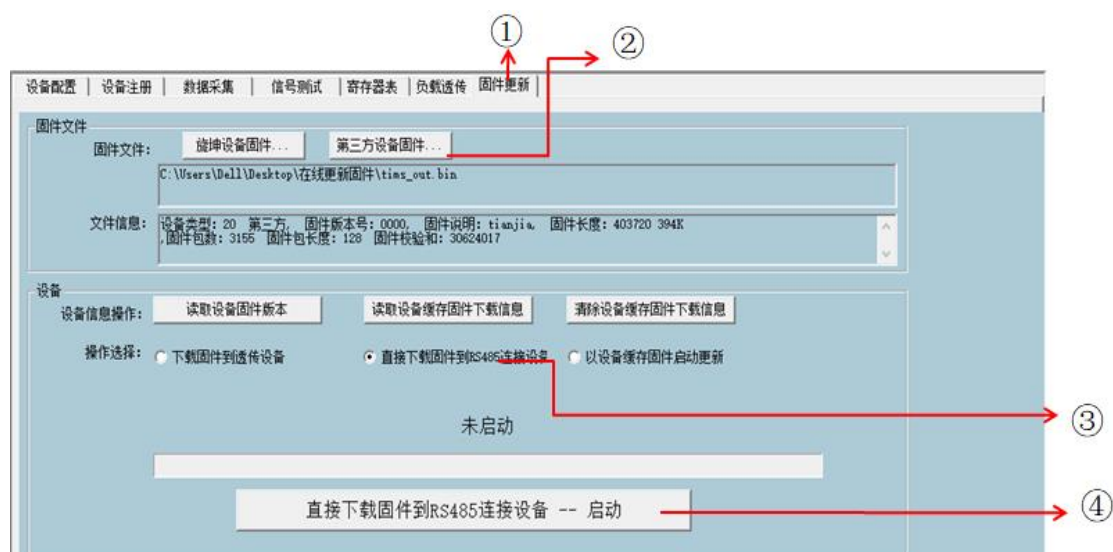 ① ②
设备配置 | 设备注册 | 数据采集 | 信号测试 | 寄存器表 | 负载透传 固件更新 |
固件文件
固件文件: 旋坤设备固件... 第三方设备固件...
C:\Users\Dell\Desktop\在线更新固件\tims_out.bin
文件信息: 设备类型: 20 第三方, 固件版本号: 0000, 固件说明: tianjia, 固件长度: 403720 394K
,固件包数: 3155 固件包长度: 128 固件校验和: 30624017
设备
设备信息操作: 读取设备固件版本 读取设备缓存固件下载信息 清除设备缓存固件下载信息
操作选择: 下载固件到透传设备 直接下载固件到RS485连接设备 以设备缓存固件启动更新
③
未启动
直接下载固件到RS485连接设备 -- 启动
④